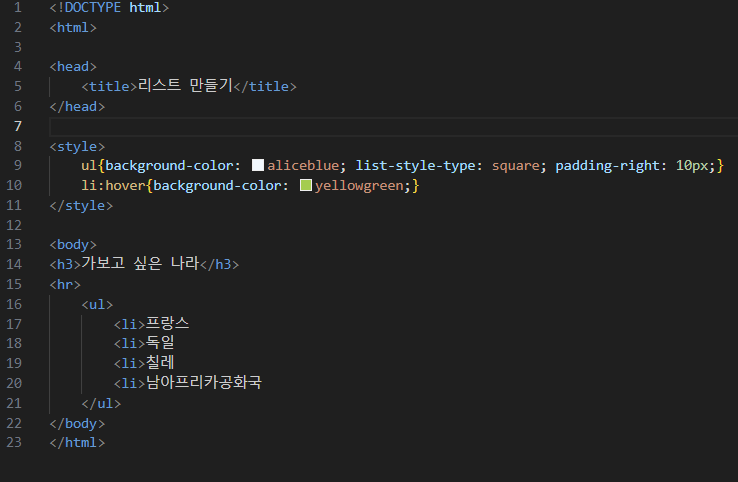 1 <!DOCTYPE html>
2 <html>
3
4 <head>
5     <title>리스트 만들기</title>
6 </head>
7
8 <style>
9     ul{background-color: aliceblue; list-style-type: square; padding-right: 10px;}
10     li:hover{background-color: yellowgreen;}
11 </style>
12
13 <body>
14 <h3>가보고 싶은 나라</h3>
15 <hr>
16     <ul>
17         <li>프랑스
18         <li>독일
19         <li>칠레
20         <li>남아프리카공화국
21     </ul>
22 </body>
23 </html>